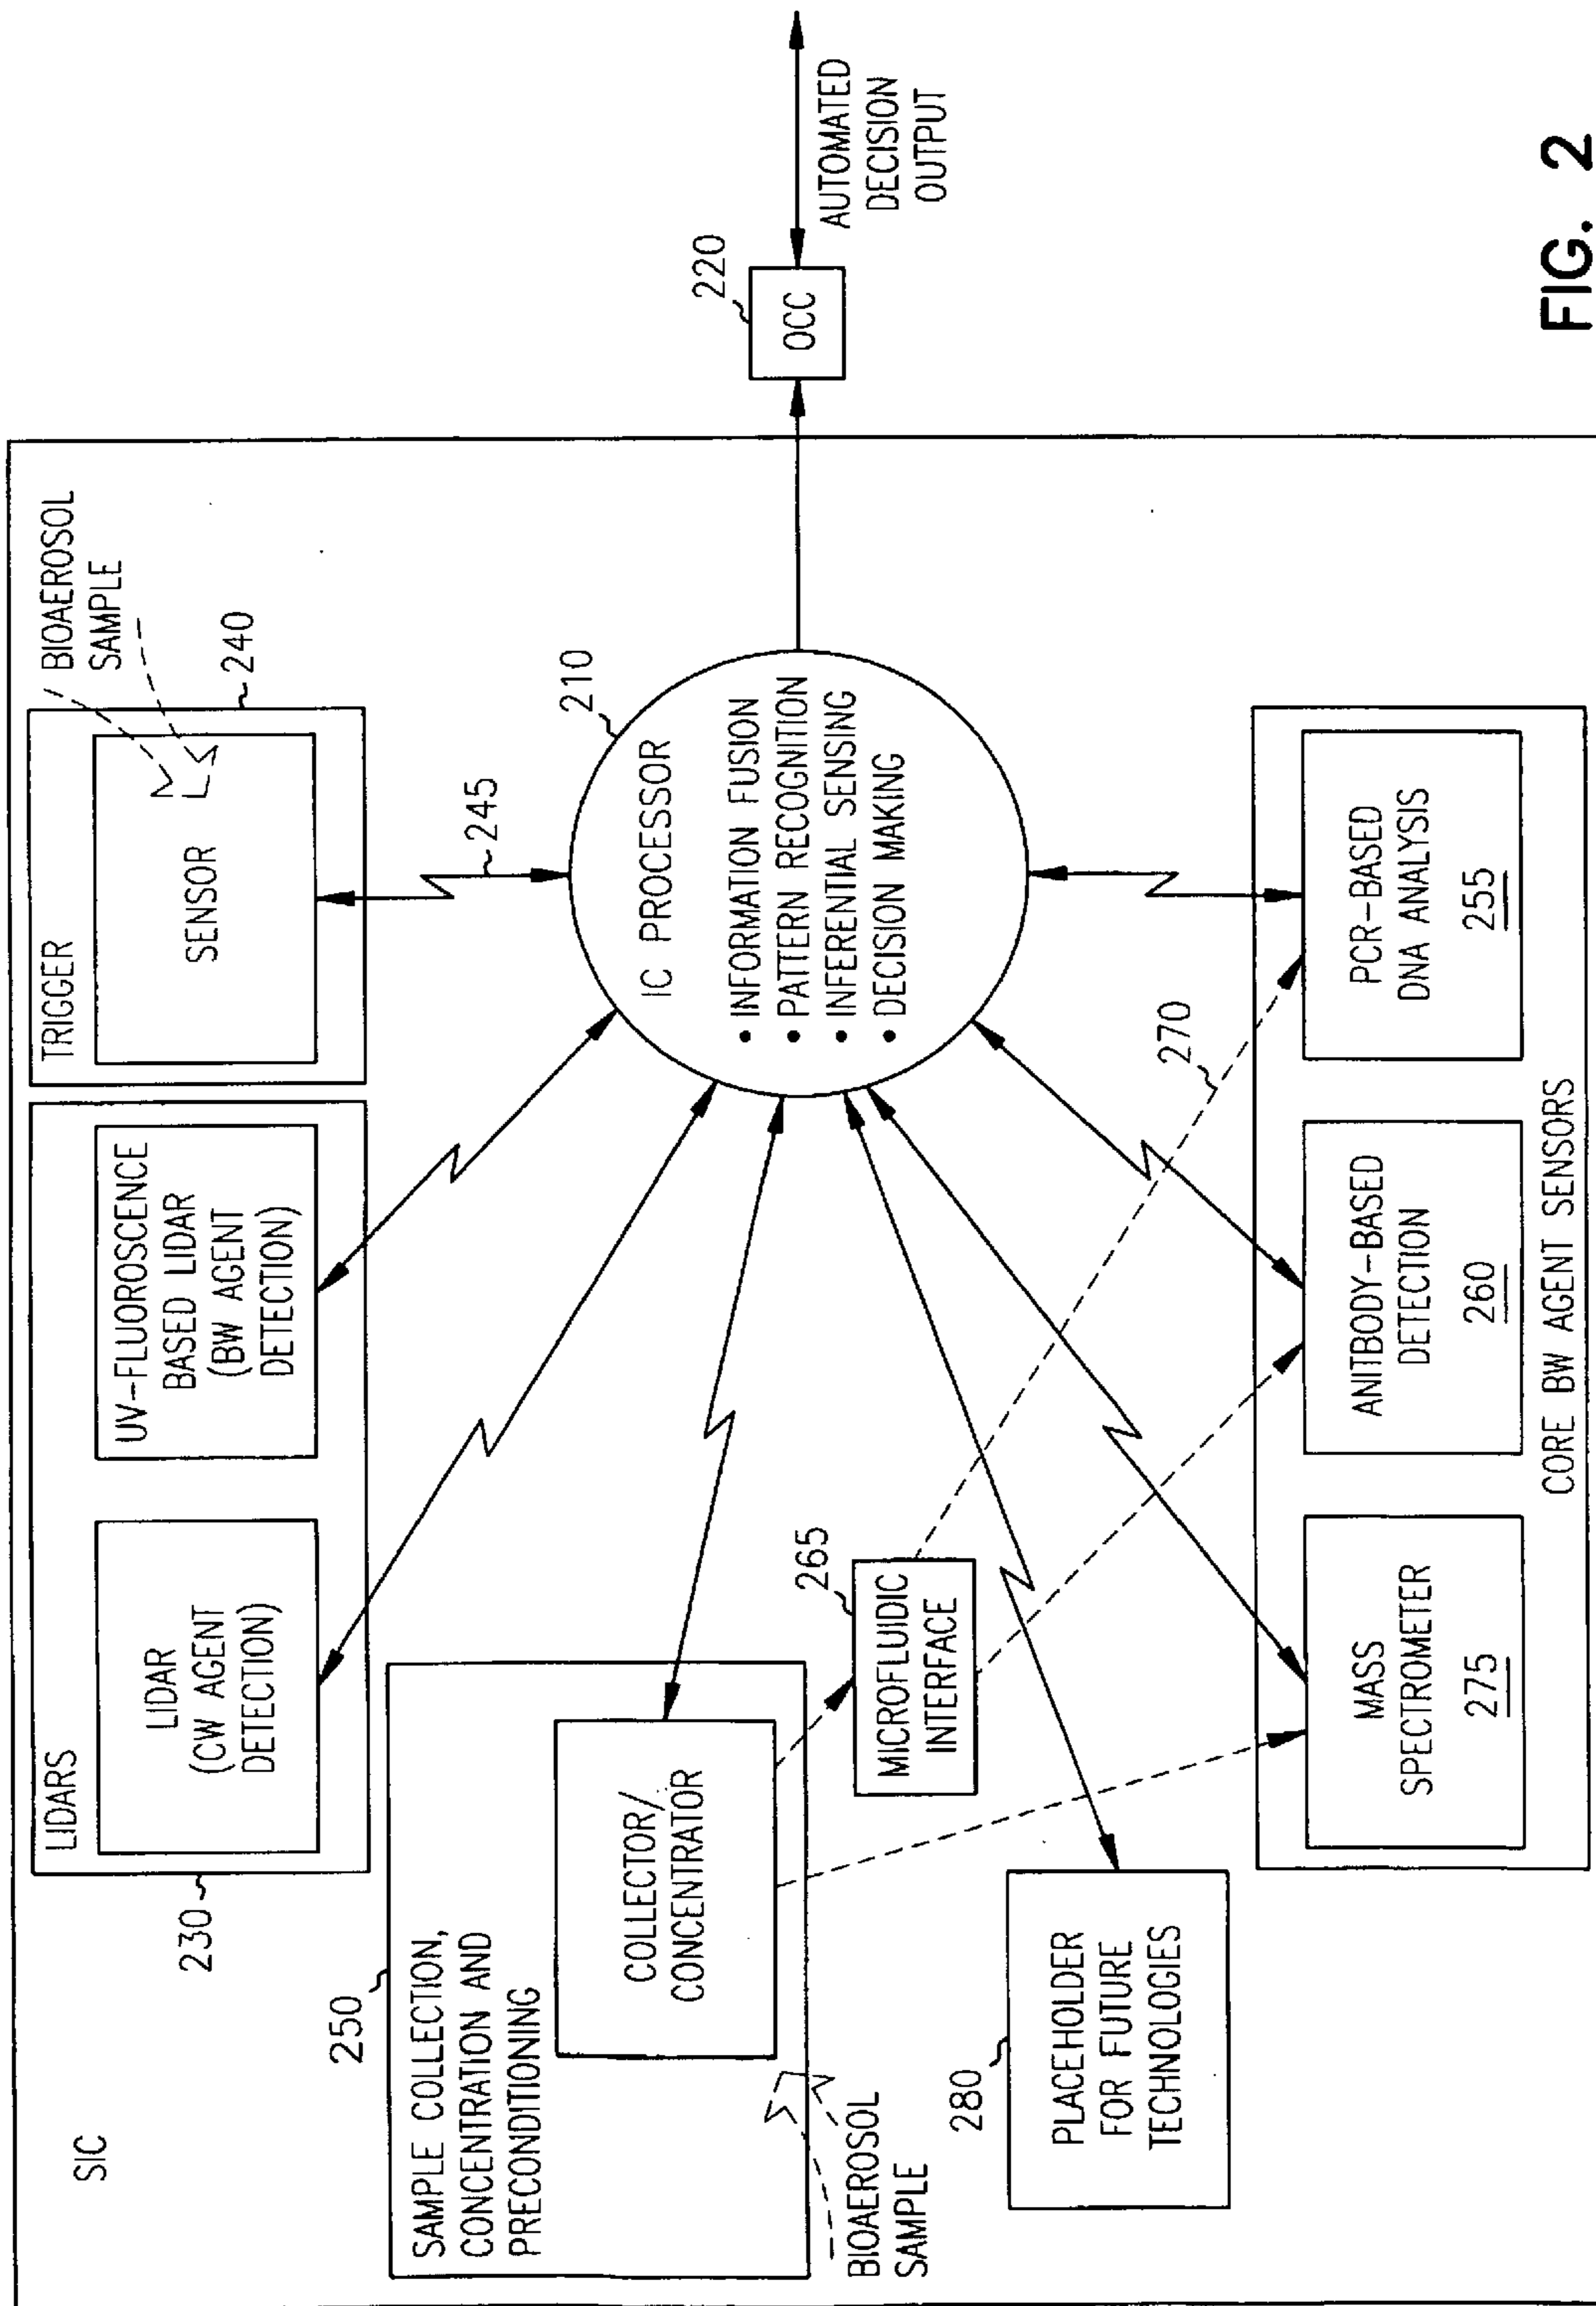 SIC
LIDARS
230
LIDAR
(CW AGENT
DETECTION)
UV-FLUOROSCENCE
BASED LIDAR
(BW AGENT
DETECTION)
TRIGGER
SENSOR
BIOAEROSOL
SAMPLE
240
245
250
SAMPLE COLLECTION,
CONCENTRATION AND
PRECONDITIONING
COLLECTOR/
CONCENTRATOR
BIOAEROSOL
SAMPLE
210
IC PROCESSOR
• INFORMATION FUSION
• PATTERN RECOGNITION
• INFERENTIAL SENSING
• DECISION MAKING
220
OCC
AUTOMATED
DECISION
OUTPUT
265
MICROFLUIDIC
INTERFACE
270
280
PLACEHOLDER
FOR FUTURE
TECHNOLOGIES
MASS
SPECTROMETER
275
ANITBODY-BASED
DETECTION
260
PCR-BASED
DNA ANALYSIS
255
CORE BW AGENT SENSORS
FIG. 2